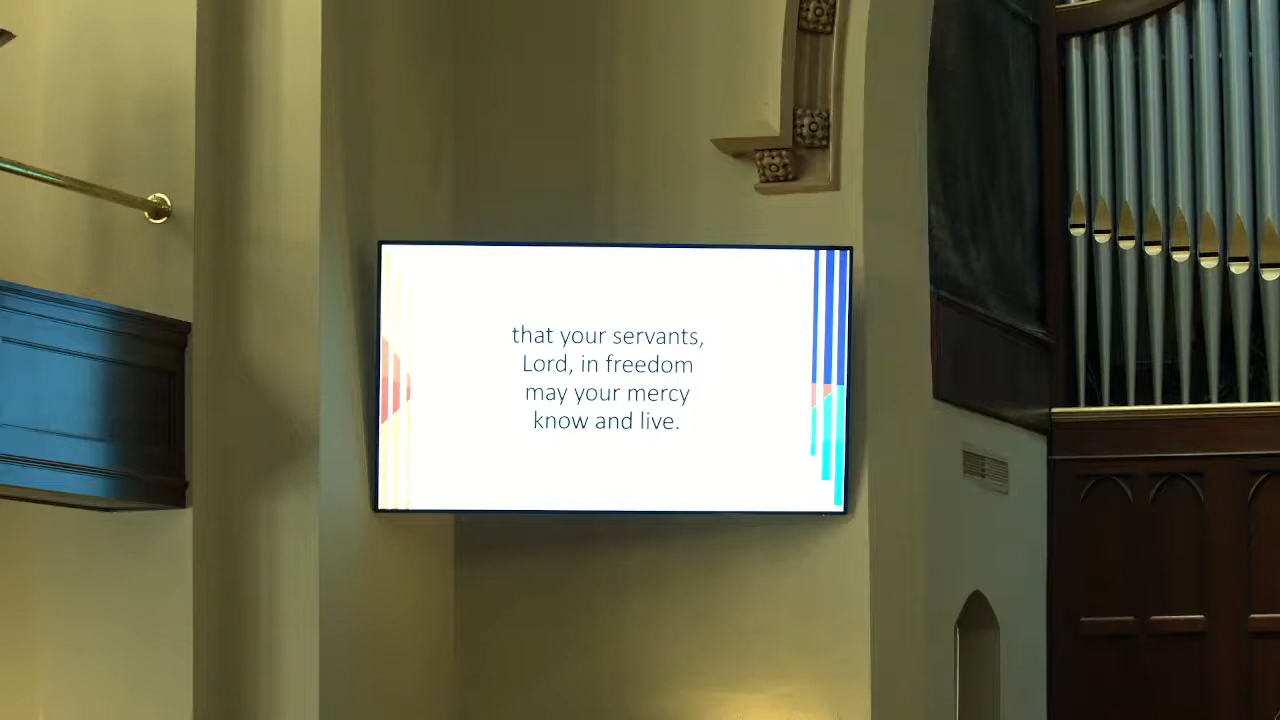 that your servants,
Lord, in freedom
may your mercy
know and live.